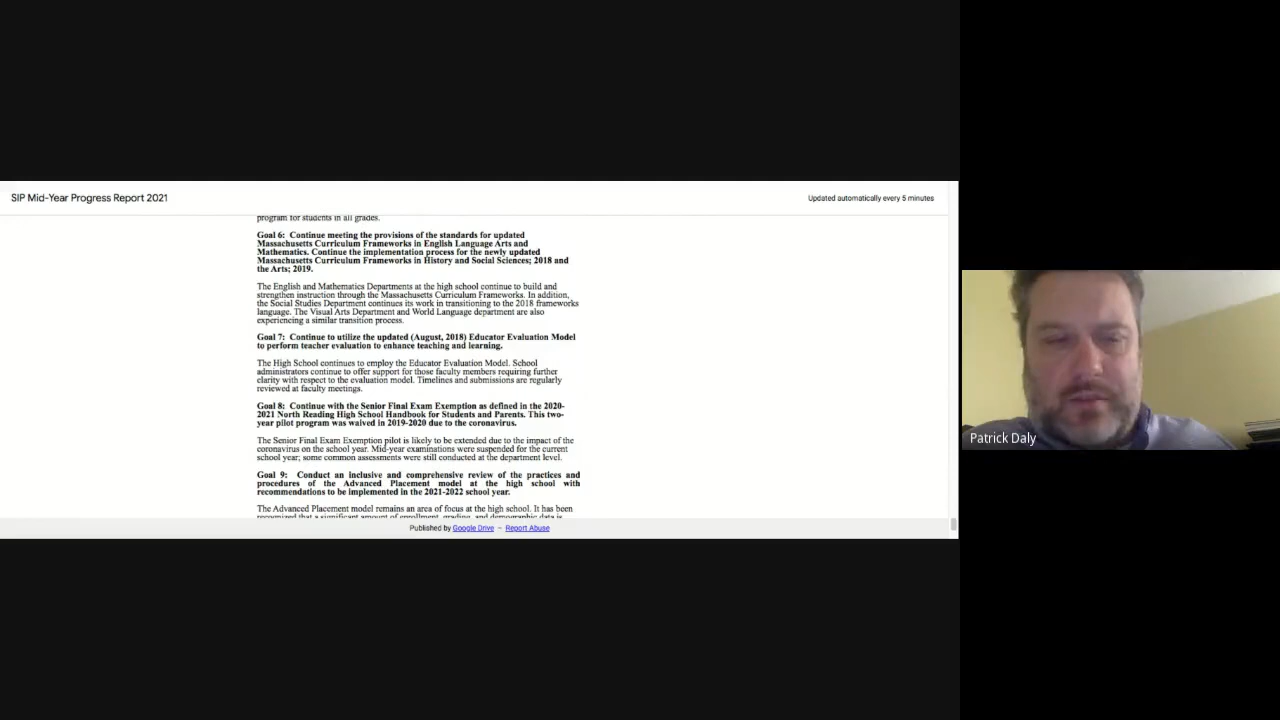 SIP Mid-Year Progress Report 2021
Updated automatically every 5 minutes
program for students in all grades.
Goal 6: Continue meeting the provisions of the standards for updated
Massachusetts Curriculum Frameworks in English Language Arts and
Mathematics. Continue the implementation process for the newly updated
Massachusetts Curriculum Frameworks in History and Social Sciences; 2018 and
the Arts; 2019.
The English and Mathematics Departments at the high school continue to build and
strengthen instruction through the Massachusetts Curriculum Frameworks. In addition,
the Social Studies Department continues its work in transitioning to the 2018 frameworks
language. The Visual Arts Department and World Language department are also
experiencing a similar transition process.
Goal 7: Continue to utilize the updated (August, 2018) Educator Evaluation Model
to perform teacher evaluation to enhance teaching and learning.
The High School continues to employ the Educator Evaluation Model. School
administrators continue to offer support for those faculty members requiring further
clarity with respect to the evaluation model. Timelines and submissions are regularly
reviewed at faculty meetings.
Goal 8: Continue with the Senior Final Exam Exemption as defined in the 2020-
2021 North Reading High School Handbook for Students and Parents. This two-
year pilot program was waived in 2019-2020 due to the coronavirus.
The Senior Final Exam Exemption pilot is likely to be extended due to the impact of the
coronavirus on the school year. Mid-year examinations were suspended for the current
school year; some common assessments were still conducted at the department level.
Goal 9: Conduct an inclusive and comprehensive review of the practices and
procedures of the Advanced Placement model at the high school with
recommendations to be implemented in the 2021-2022 school year.
The Advanced Placement model remains an area of focus at the high school. It has been
recognized that a significant amount of enrollment, grading, and demographic data is
Published by Google Drive – Report Abuse
Patrick Daly